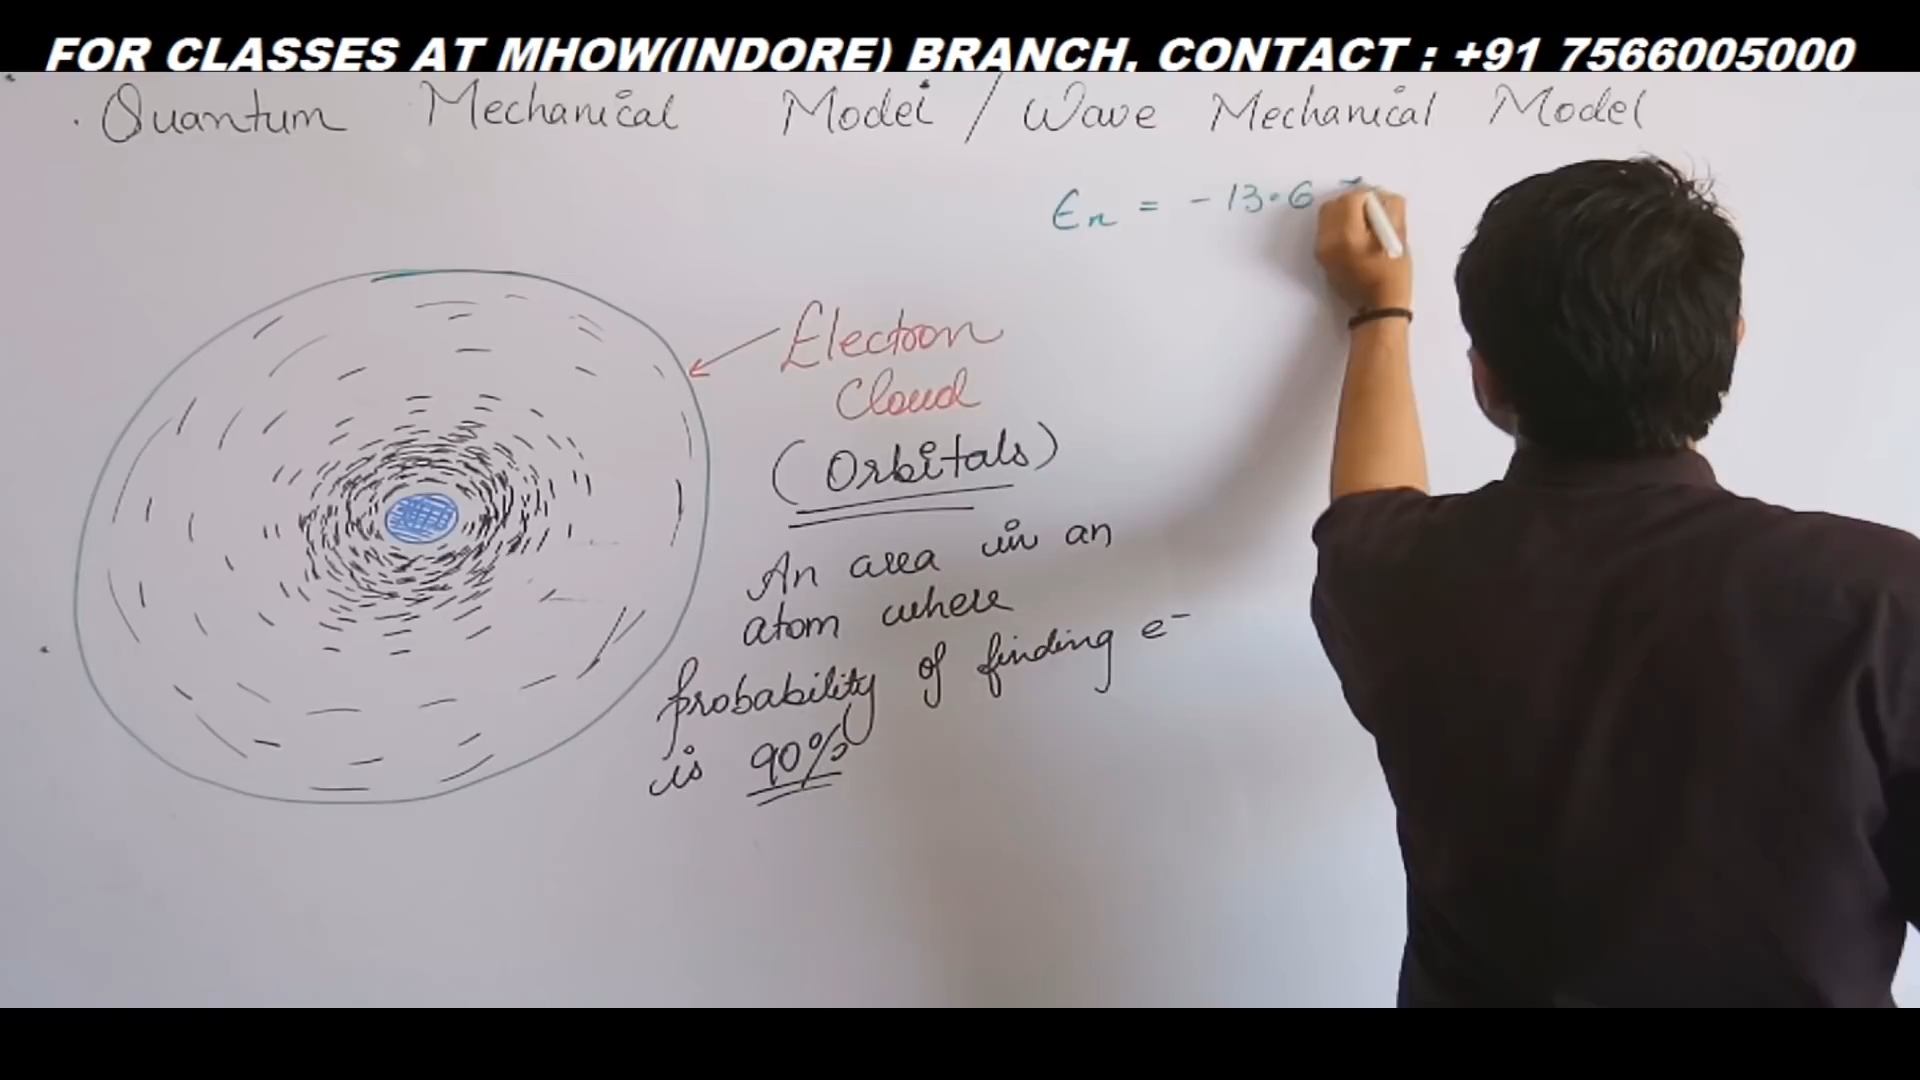 FOR CLASSES AT MHOW(INDORE) BRANCH, CONTACT : +91 7566005000
Quantum Mechanical Model / Wave Mechanical Model
En = - 13.6
Electron
Cloud
(Orbitals)
An area in an
atom where
probability of finding e-
is 90%